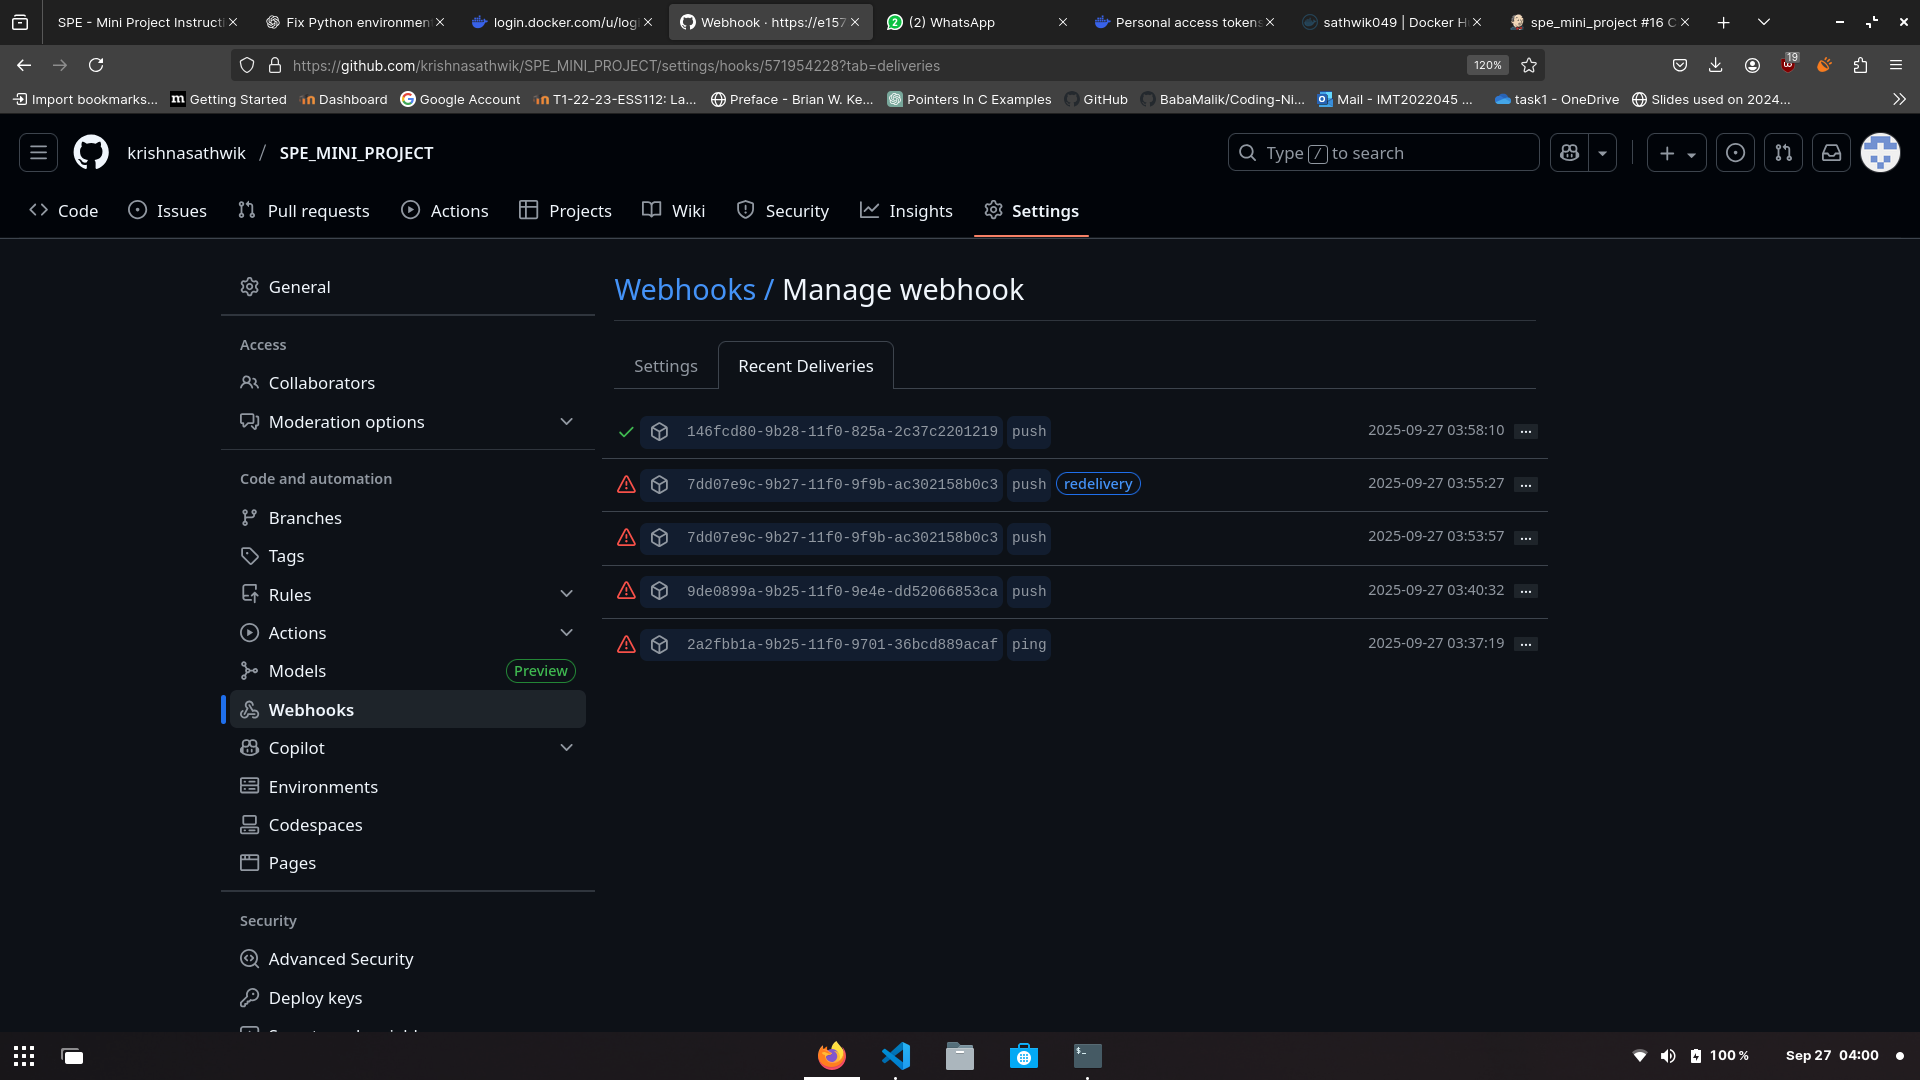 SPE - Mini Project Instructi
Fix Python environmen
login.docker.com/u/logi
Webhook · https://e157
(2) WhatsApp
Personal access tokens
sathwik049 | Docker H
spe_mini_project #16 C
https://github.com/krishnasathwik/SPE_MINI_PROJECT/settings/hooks/571954228?tab=deliveries
120%
19
Import bookmarks...
Getting Started
Dashboard
Google Account
T1-22-23-ESS112: La...
Preface - Brian W. Ke...
Pointers In C Examples
GitHub
BabaMalik/Coding-Ni...
Mail - IMT2022045 ...
task1 - OneDrive
Slides used on 2024...
krishnasathwik / SPE_MINI_PROJECT
Type / to search
Code
Issues
Pull requests
Actions
Projects
Wiki
Security
Insights
Settings
General
Access
Collaborators
Moderation options
Code and automation
Branches
Tags
Rules
Actions
Models Preview
Webhooks
Copilot
Environments
Codespaces
Pages
Security
Advanced Security
Deploy keys
Webhooks / Manage webhook
Settings
Recent Deliveries
146fcd80-9b28-11f0-825a-2c37c2201219 push 2025-09-27 03:58:10 ...
7dd07e9c-9b27-11f0-9f9b-ac302158b0c3 push redelivery 2025-09-27 03:55:27 ...
7dd07e9c-9b27-11f0-9f9b-ac302158b0c3 push 2025-09-27 03:53:57 ...
9de0899a-9b25-11f0-9e4e-dd52066853ca push 2025-09-27 03:40:32 ...
2a2fbb1a-9b25-11f0-9701-36bcd889acaf ping 2025-09-27 03:37:19 ...
100 %
Sep 27 04:00